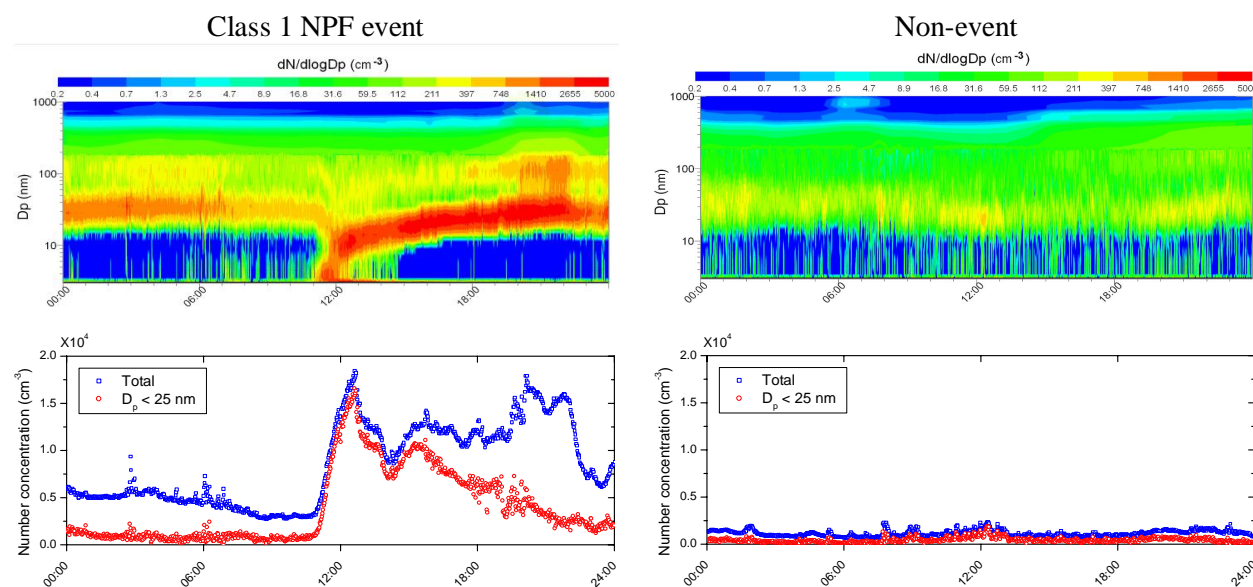 Class 1 NPF event
dN/dlogDp (cm⁻³)
0.2 0.4 0.7 1.3 2.5 4.7 8.9 16.8 31.6 59.5 112 211 397 748 1410 2655 5000
1000
100
10
Dp (nm)
00:00 06:00 12:00 18:00
Non-event
dN/dlogDp (cm⁻³)
0.2 0.4 0.7 1.3 2.5 4.7 8.9 16.8 31.6 59.5 112 211 397 748 1410 2655 500
1000
100
10
Dp (nm)
00:00 06:00 12:00 18:00
X10⁴
2.0
1.5
1.0
0.5
0.0
Number concentration (cm⁻³)
Total
Dₚ < 25 nm
00:00 06:00 12:00 18:00 24:00
X10⁴
2.0
1.5
1.0
0.5
0.0
Number concentration (cm⁻³)
Total
Dₚ < 25 nm
00:00 06:00 12:00 18:00 24:00